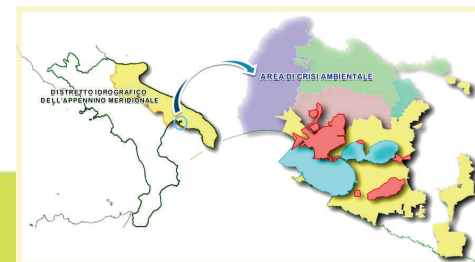 DISTRETTO IDROGRAFICO
DELL'APPENNINO MERIDIONALE
AREA DI CRISI AMBIENTALE